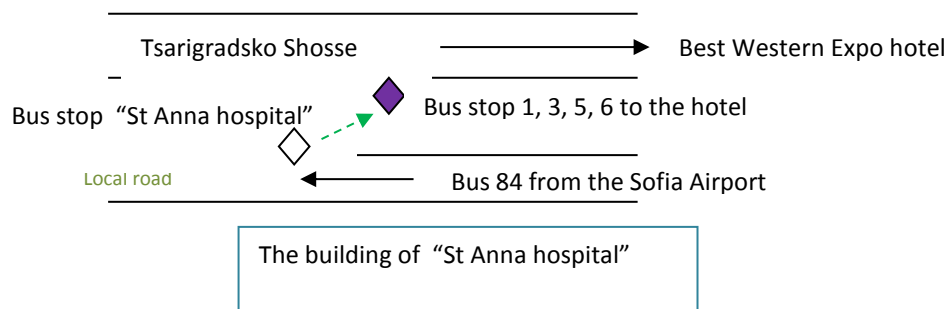 Tsarigradsko Shosse
Best Western Expo hotel
Bus stop “St Anna hospital”
Bus stop 1, 3, 5, 6 to the hotel
Local road
Bus 84 from the Sofia Airport
The building of “St Anna hospital”